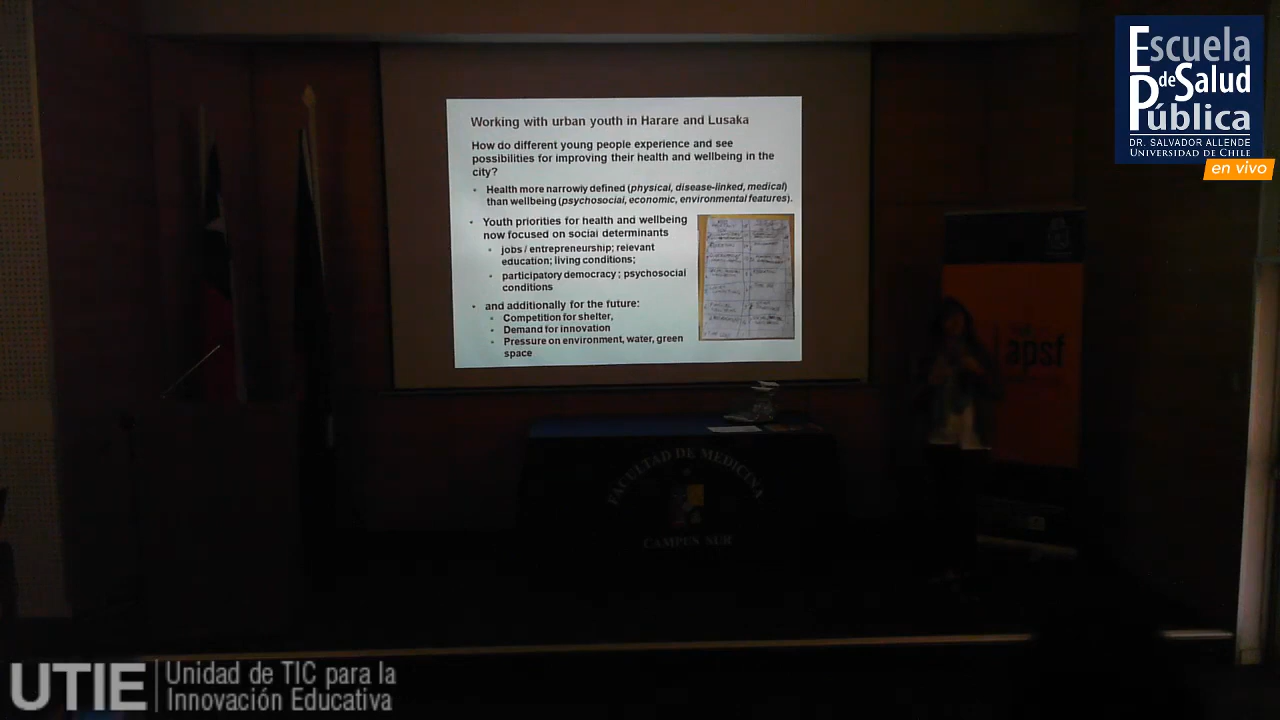 Escuela
de Salud
Pública
DR. SALVADOR ALLENDE
UNIVERSIDAD DE CHILE
en vivo
Working with urban youth in Harare and Lusaka
How do different young people experience and see
possibilities for improving their health and wellbeing in the
city?
• Health more narrowly defined (physical, disease-linked, medical)
than wellbeing (psychosocial, economic, environmental features).
• Youth priorities for health and wellbeing
now focused on social determinants
• jobs / entrepreneurship; relevant
education; living conditions;
• participatory democracy ; psychosocial
conditions
• and additionally for the future:
• Competition for shelter,
• Demand for innovation
• Pressure on environment, water, green
space
apsf
FACULTAD DE MEDICINA
CAMPUS SUR
UTIE
Unidad de TIC para la
Innovación Educativa